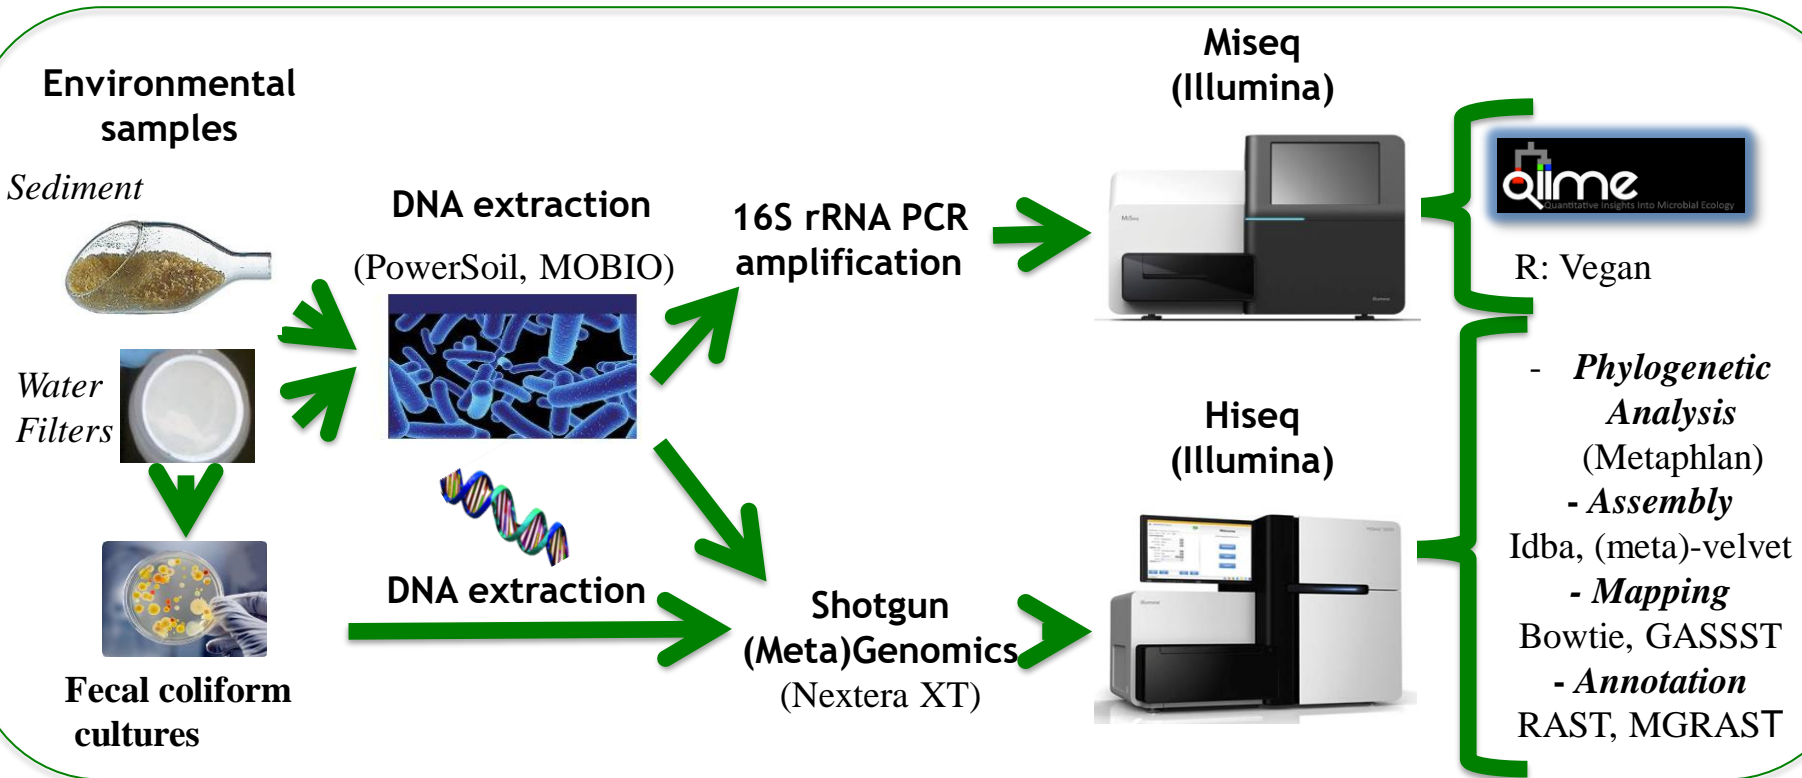 Environmental
samples
Sediment
Water
Filters
Fecal coliform
cultures
DNA extraction
(PowerSoil, MOBIO)
DNA extraction
16S rRNA PCR
amplification
Shotgun
(Meta)Genomics
(Nextera XT)
Miseq
(Illumina)
MiSeq
Hiseq
(Illumina)
QIIME
Quantitative Insights Into Microbial Ecology
R: Vegan
- Phylogenetic
Analysis
(Metaphlan)
- Assembly
Idba, (meta)-velvet
- Mapping
Bowtie, GASSST
- Annotation
RAST, MGRAST